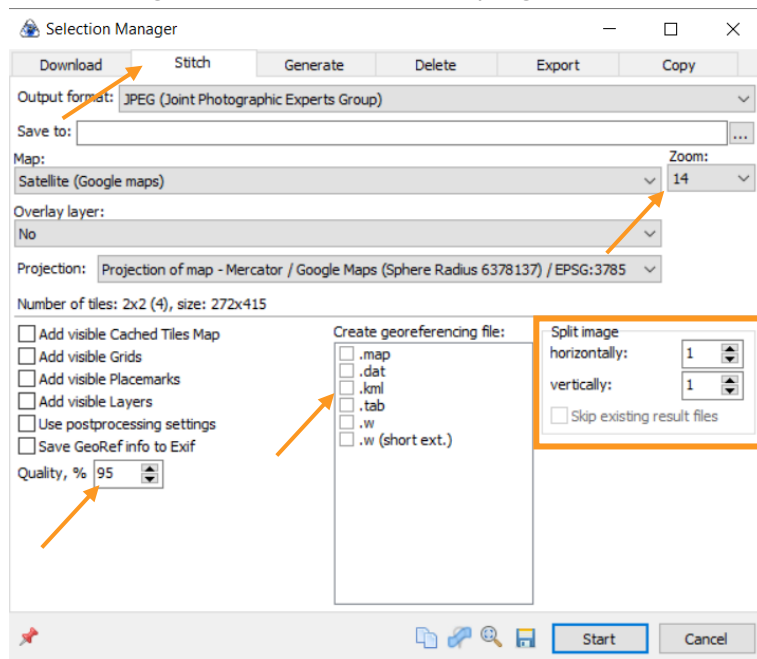 Selection Manager
Download Stitch Generate Delete Export Copy
Output format: JPEG (Joint Photographic Experts Group)
Save to: ...
Map: Zoom:
Satellite (Google maps) 14
Overlay layer:
No
Projection: Projection of map - Mercator / Google Maps (Sphere Radius 6378137) / EPSG:3785
Number of tiles: 2x2 (4), size: 272x415
Add visible Cached Tiles Map Create georeferencing file: Split image
Add visible Grids .map horizontally: 1
Add visible Placemarks .dat
Add visible Layers .kml vertically: 1
Use postprocessing settings .tab
Save GeoRef info to Exif .w Skip existing result files
Quality, % 95 .w (short ext.)
Start Cancel